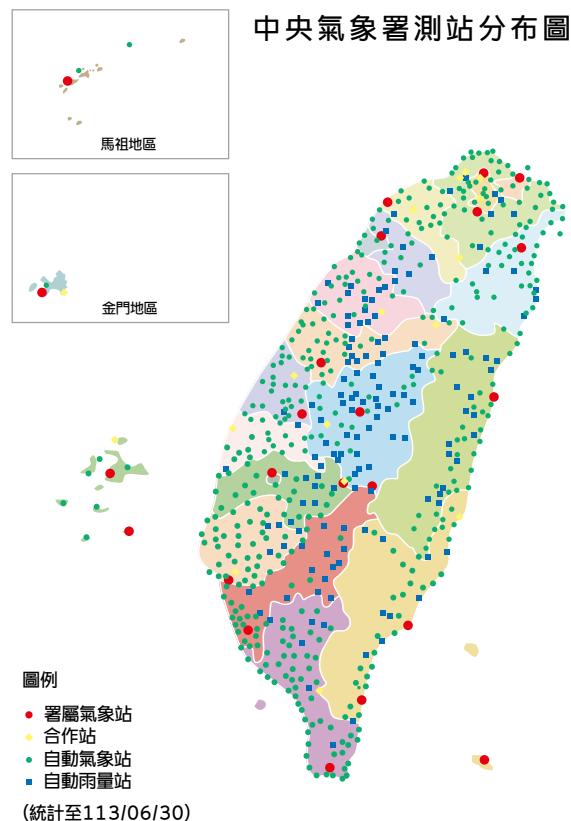 中央氣象署測站分布圖
馬祖地區
金門地區
圖例
署屬氣象站
合作站
自動氣象站
自動雨量站
(統計至113/06/30)